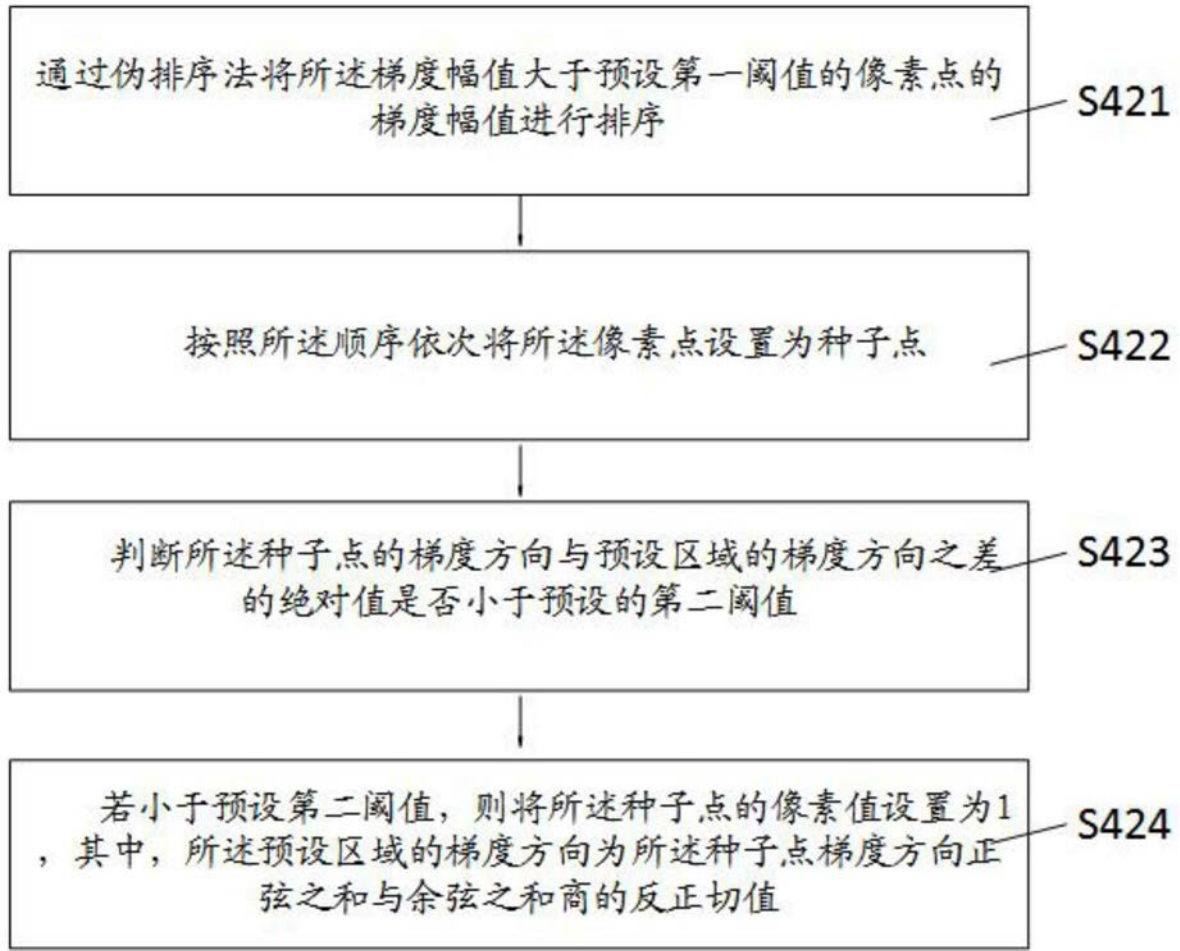 通过伪排序法将所述梯度幅值大于预设第一阈值的像素点的
梯度幅值进行排序
S421
按照所述顺序依次将所述像素点设置为种子点
S422
判断所述种子点的梯度方向与预设区域的梯度方向之差
的绝对值是否小于预设的第二阈值
S423
若小于预设第二阈值，则将所述种子点的像素值设置为1
，其中，所述预设区域的梯度方向为所述种子点梯度方向正
弦之和与余弦之和商的反正切值
S424